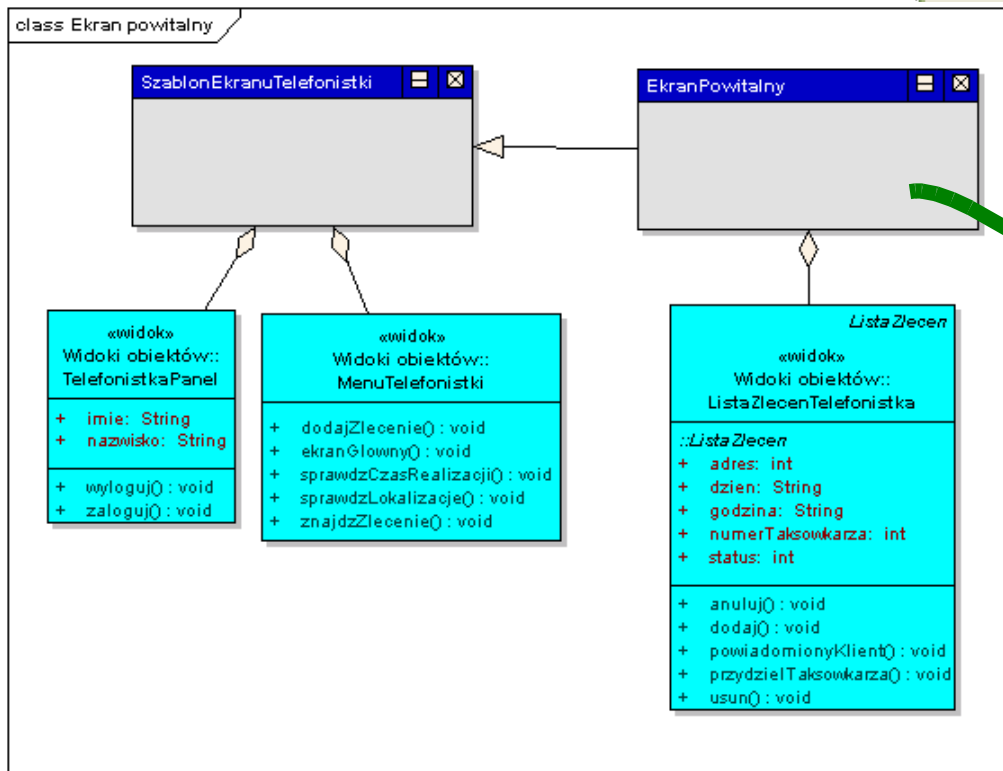 class Ekran powitalny
SzablonEkranuTelefonistki
EkranPowitalny
«widok»
Widoki obiektów::
TelefonistkaPanel
+ imie: String
+ nazwisko: String
+ wyloguj() : void
+ zaloguj() : void
«widok»
Widoki obiektów::
MenuTelefonistki
+ dodajZlecenie() : void
+ ekranGlowny() : void
+ sprawdzCzasRealizacji() : void
+ sprawdzLokalizacje() : void
+ znajdzZlecenie() : void
ListaZlecen
«widok»
Widoki obiektów::
ListaZlecenTelefonistka
::ListaZlecen
+ adres: int
+ dzien: String
+ godzina: String
+ numerTaksowkarza: int
+ status: int
+ anuluj() : void
+ dodaj() : void
+ powiadomionyKlient() : void
+ przydzielTaksowkarza() : void
+ usun() : void